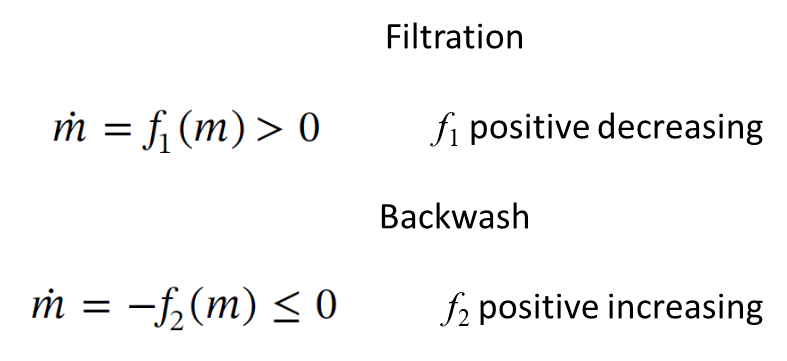 Filtration
ṁ = f₁(m) > 0 f₁ positive decreasing
Backwash
ṁ = −f₂(m) ≤ 0 f₂ positive increasing